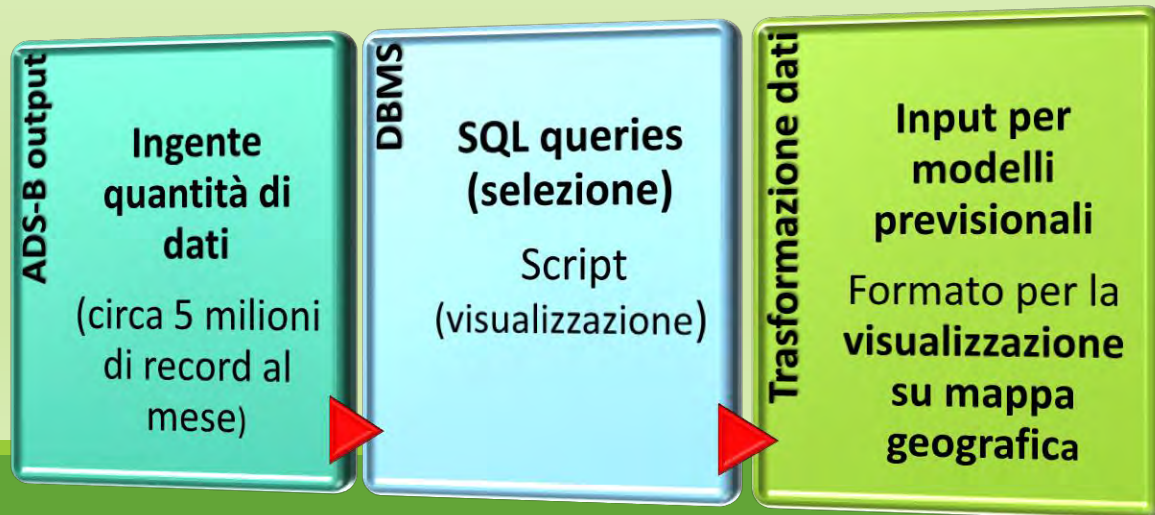 ADS-B output
Ingente
quantità di
dati
(circa 5 milioni
di record al
mese)
DBMS
SQL queries
(selezione)
Script
(visualizzazione)
Trasformazione dati
Input per
modelli
previsionali
Formato per la
visualizzazione
su mappa
geografica